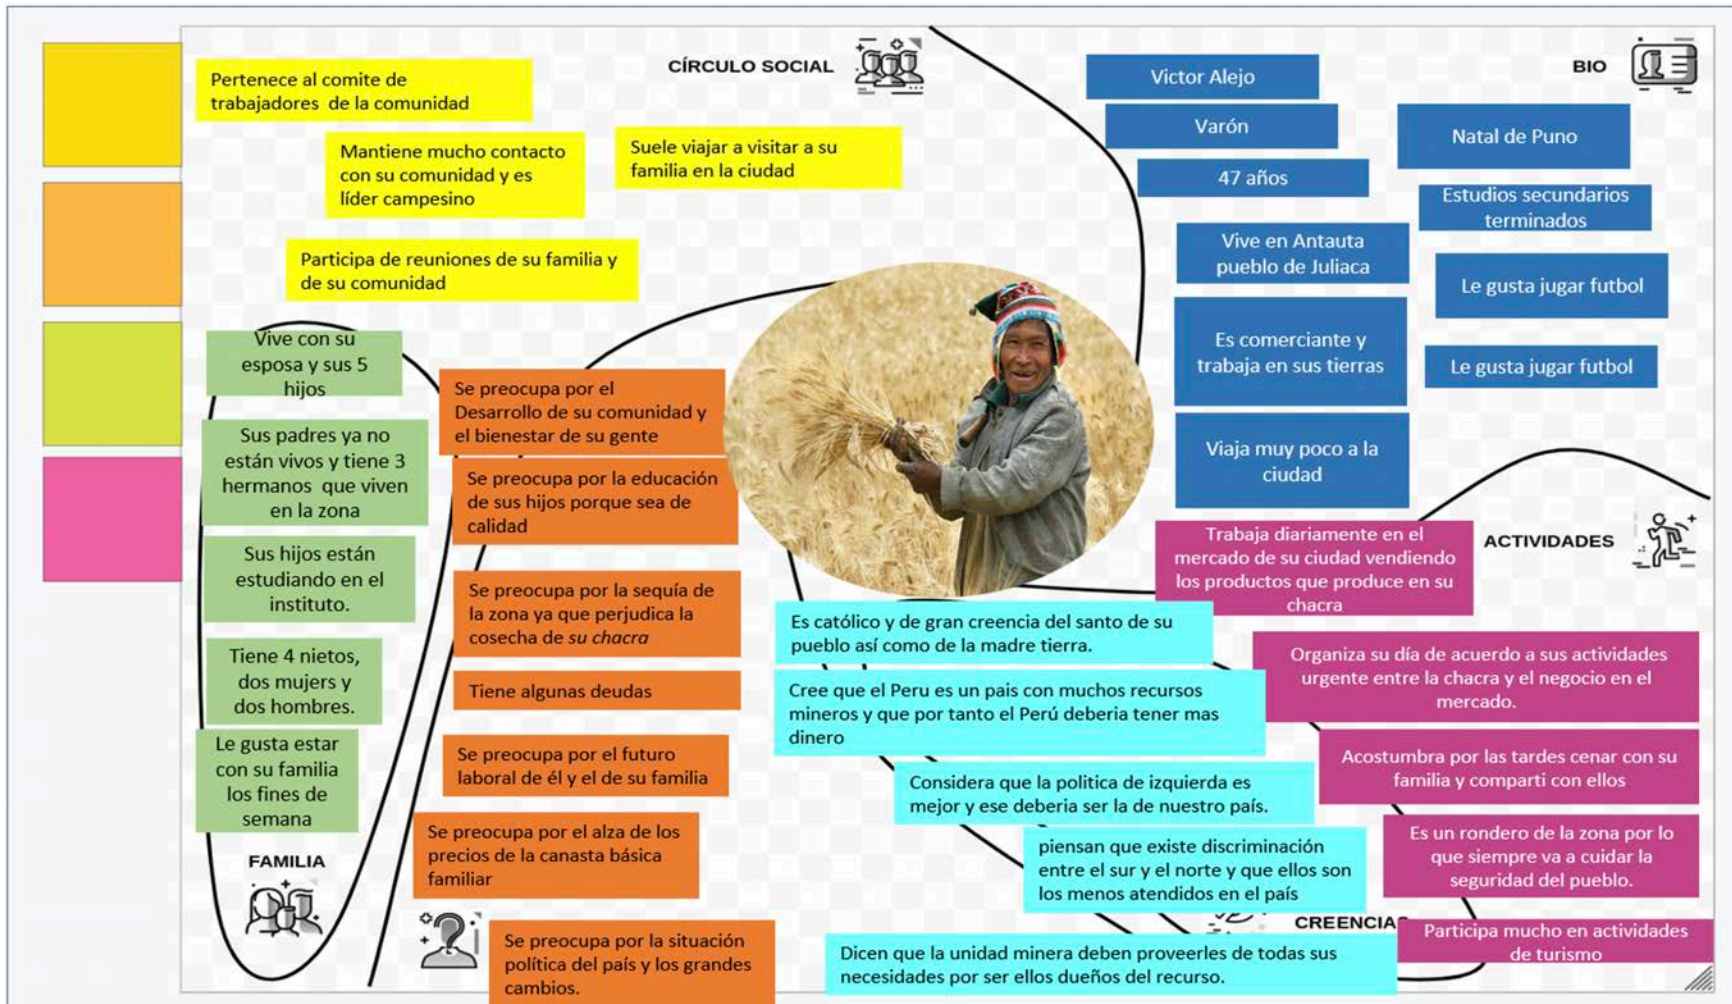 CÍRCULO SOCIAL
Pertenece al comite de
trabajadores de la comunidad
Mantiene mucho contacto
con su comunidad y es
líder campesino
Suele viajar a visitar a su
familia en la ciudad
Participa de reuniones de su familia y
de su comunidad
BIO
Victor Alejo
Varón
47 años
Natal de Puno
Estudios secundarios
terminados
Vive en Antauta
pueblo de Juliaca
Le gusta jugar futbol
Es comerciante y
trabaja en sus tierras
Le gusta jugar futbol
Viaja muy poco a la
ciudad
Vive con su
esposa y sus 5
hijos
Sus padres ya no
están vivos y tiene 3
hermanos que viven
en la zona
Sus hijos están
estudiando en el
instituto.
Tiene 4 nietos,
dos mujers y
dos hombres.
Le gusta estar
con su familia
los fines de
semana
FAMILIA
Se preocupa por el
Desarrollo de su comunidad y
el bienestar de su gente
Se preocupa por la educación
de sus hijos porque sea de
calidad
Se preocupa por la sequía de
la zona ya que perjudica la
cosecha de su chacra
Tiene algunas deudas
Se preocupa por el futuro
laboral de él y el de su familia
Se preocupa por el alza de los
precios de la canasta básica
familiar
Se preocupa por la situación
política del país y los grandes
cambios.
Es católico y de gran creencia del santo de su
pueblo así como de la madre tierra.
Cree que el Peru es un pais con muchos recursos
mineros y que por tanto el Perú deberia tener mas
dinero
Considera que la politica de izquierda es
mejor y ese deberia ser la de nuestro país.
piensan que existe discriminación
entre el sur y el norte y que ellos son
los menos atendidos en el país
CREENCIAS
Dicen que la unidad minera deben proveerles de todas sus
necesidades por ser ellos dueños del recurso.
ACTIVIDADES
Trabaja diariamente en el
mercado de su ciudad vendiendo
los productos que produce en su
chacra
Organiza su día de acuerdo a sus actividades
urgente entre la chacra y el negocio en el
mercado.
Acostumbra por las tardes cenar con su
familia y comparti con ellos
Es un rondero de la zona por lo
que siempre va a cuidar la
seguridad del pueblo.
Participa mucho en actividades
de turismo